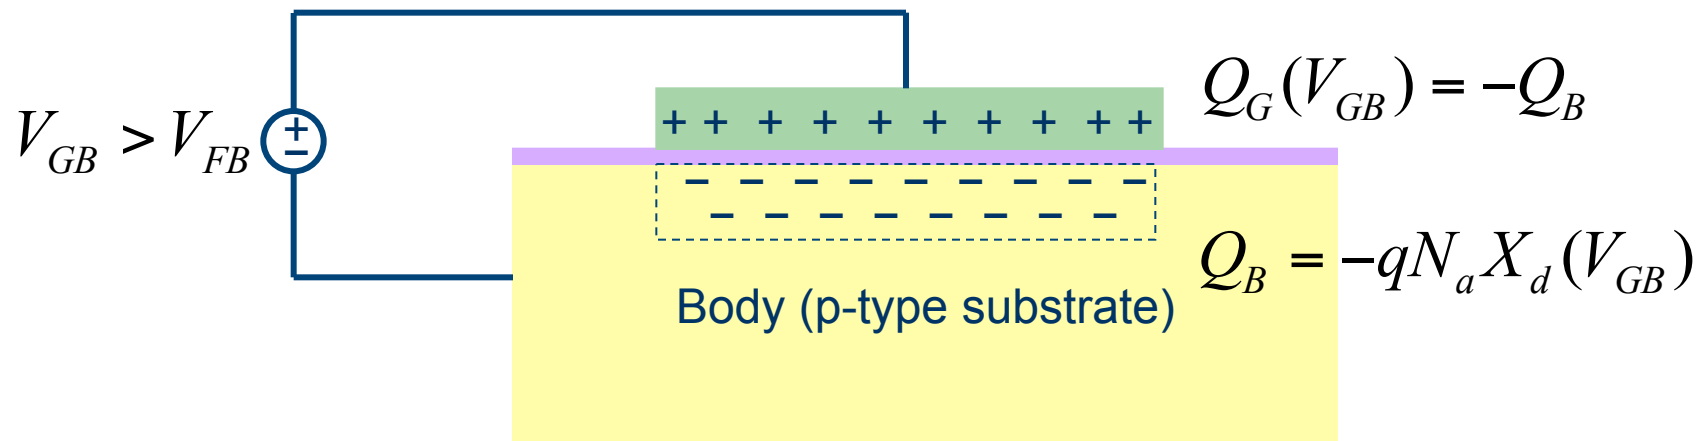 Q_G(V_GB) = −Q_B
V_GB > V_FB
+ −
+ + + + + + + + + +
− − − − − − − − −
− − − − − − − −
Q_B = −qN_aX_d(V_GB)
Body (p-type substrate)